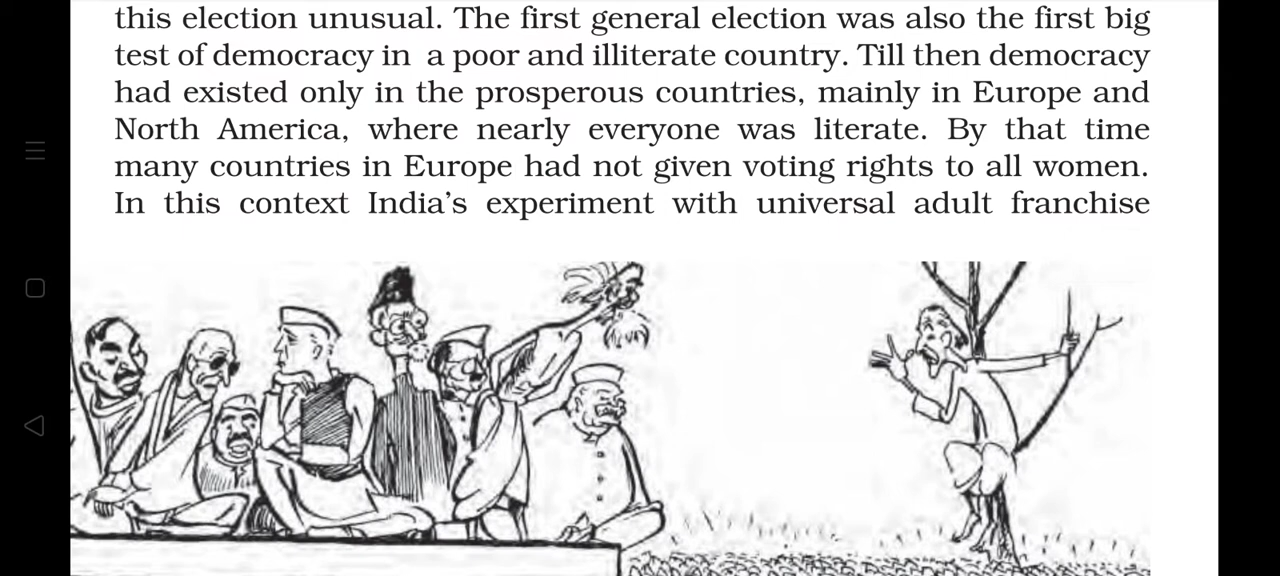 this election unusual. The first general election was also the first big
test of democracy in a poor and illiterate country. Till then democracy
had existed only in the prosperous countries, mainly in Europe and
North America, where nearly everyone was literate. By that time
many countries in Europe had not given voting rights to all women.
In this context India's experiment with universal adult franchise